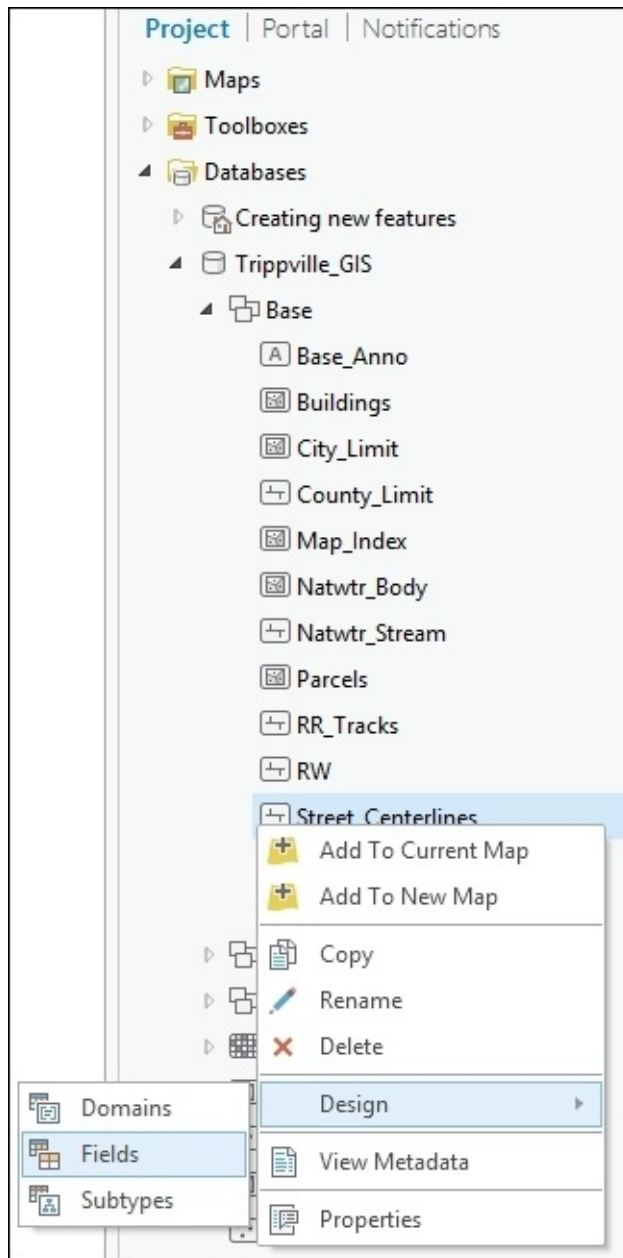 Project | Portal | Notifications
Maps
Toolboxes
Databases
Creating new features
Trippville_GIS
Base
A Base_Anno
Buildings
City_Limit
County_Limit
Map_Index
Natwtr_Body
Natwtr_Stream
Parcels
RR_Tracks
RW
Street_Centerlines
Add To Current Map
Add To New Map
Copy
Rename
Delete
Design
View Metadata
Properties
Domains
Fields
Subtypes